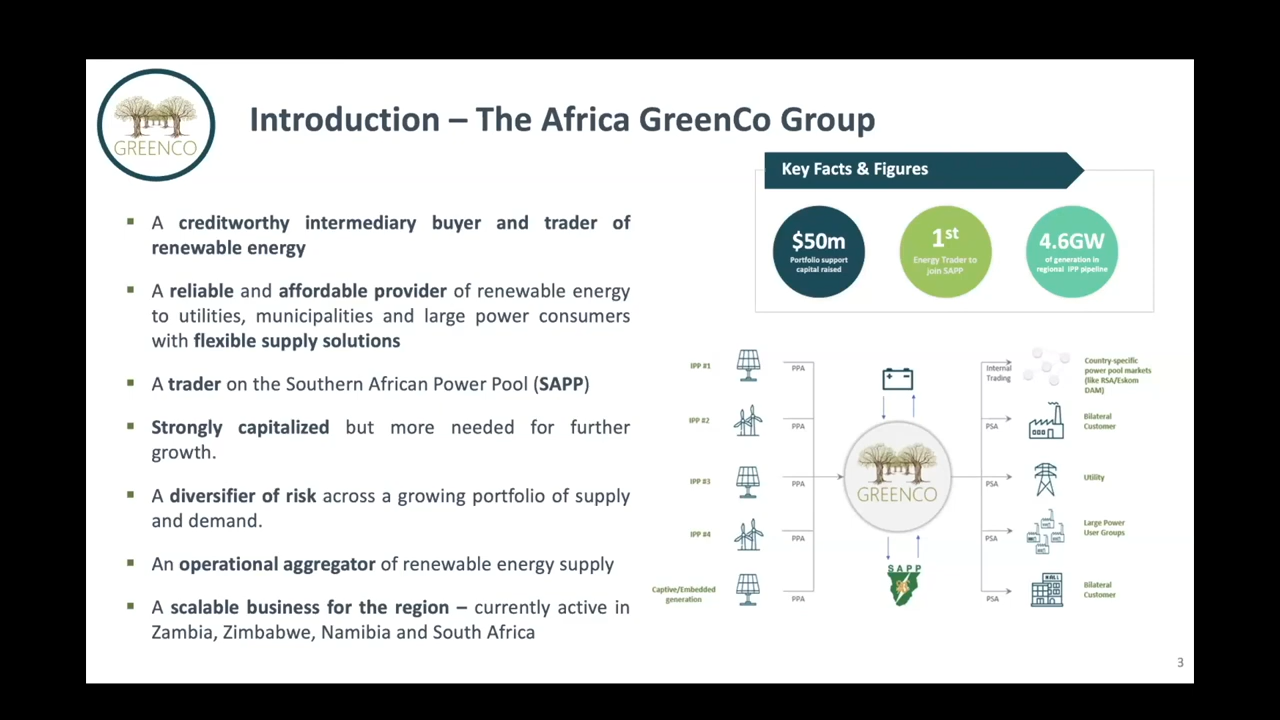 GREENCO
Introduction – The Africa GreenCo Group
▪ A creditworthy intermediary buyer and trader of
renewable energy
▪ A reliable and affordable provider of renewable energy
to utilities, municipalities and large power consumers
with flexible supply solutions
▪ A trader on the Southern African Power Pool (SAPP)
▪ Strongly capitalized but more needed for further
growth.
▪ A diversifier of risk across a growing portfolio of supply
and demand.
▪ An operational aggregator of renewable energy supply
▪ A scalable business for the region – currently active in
Zambia, Zimbabwe, Namibia and South Africa
Key Facts & Figures
$50m
Portfolio support
capital raised
1st
Energy Trader to
join SAPP
4.6GW
of generation in
regional IPP pipeline
IPP #1
PPA
IPP #2
PPA
IPP #3
PPA
IPP #4
PPA
Captive/Embedded
generation
PPA
GREENCO
SAPP
Internal
Trading
Country-specific
power pool markets
(like RSA/Eskom
DAM)
PSA
Bilateral
Customer
PSA
Utility
PSA
Large Power
User Groups
PSA
MALL
Bilateral
Customer
3